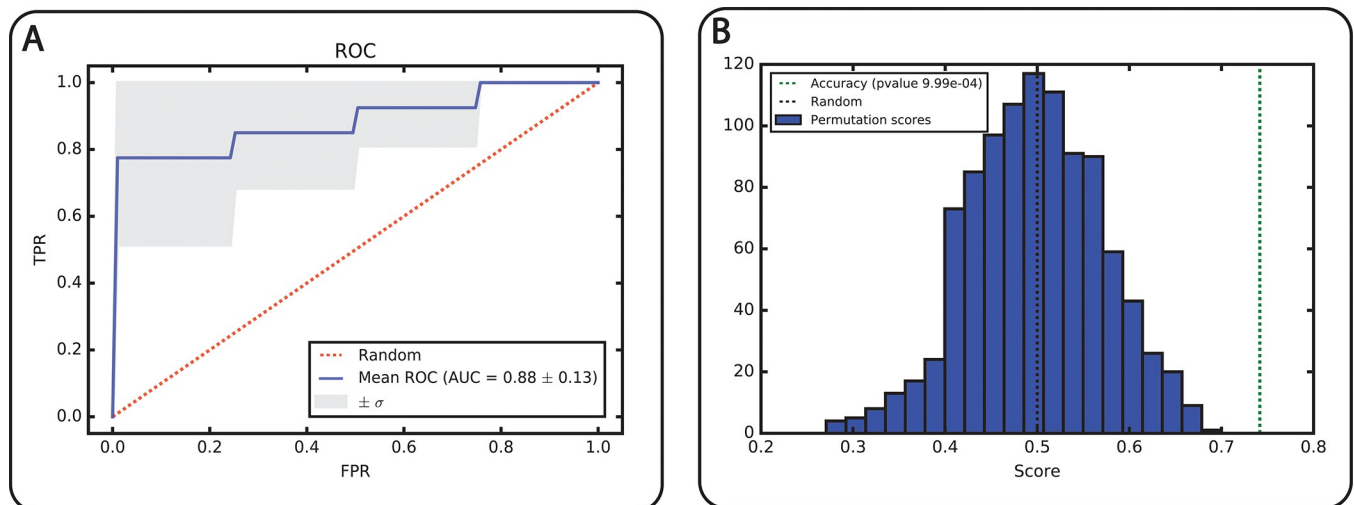 A
ROC
1.0
0.8
0.6
0.4
0.2
0.0
TPR
Random
Mean ROC (AUC = 0.88 ± 0.13)
± σ
0.0 0.2 0.4 0.6 0.8 1.0
FPR
B
120
100
80
60
40
20
0
Accuracy (pvalue 9.99e-04)
Random
Permutation scores
0.2 0.3 0.4 0.5 0.6 0.7 0.8
Score